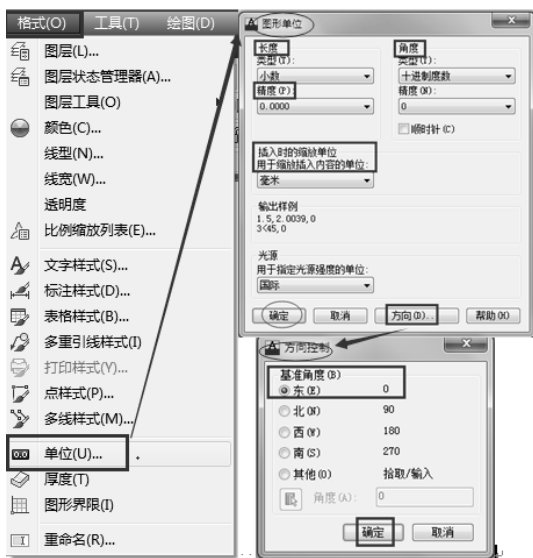 格式(O) 工具(T) 绘图(D)
图层(L)...
图层状态管理器(A)...
图层工具(O)
颜色(C)...
线型(N)...
线宽(W)...
透明度
比例缩放列表(E)...
文字样式(S)...
标注样式(D)...
表格样式(B)...
多重引线样式(I)
打印样式(Y)...
点样式(P)...
多线样式(M)...
0.0 单位(U)...
厚度(T)
图形界限(I)
重命名(R)...
图形单位
长度
类型(T):
小数
精度(P):
0.0000
角度
类型(Y):
十进制度数
精度(N):
0
顺时针(C)
插入时的缩放单位
用于缩放插入内容的单位:
毫米
输出样例
1.5,2.0039,0
3<45,0
光源
用于指定光源强度的单位:
国际
确定 取消 方向(D)... 帮助(H)
方向控制
基准角度(B)
东(E) 0
北(N) 90
西(W) 180
南(S) 270
其他(O) 拾取/输入
角度(A): 0
确定 取消